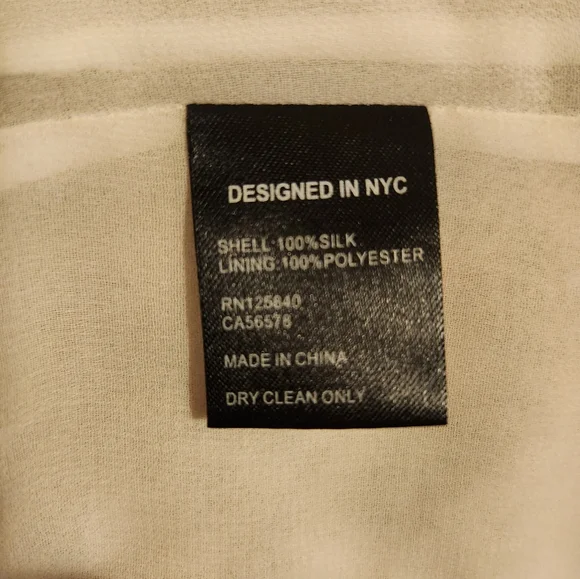 DESIGNED IN NYC
SHELL:100%SILK
LINING:100%POLYESTER
RN125840
CA56578
MADE IN CHINA
DRY CLEAN ONLY